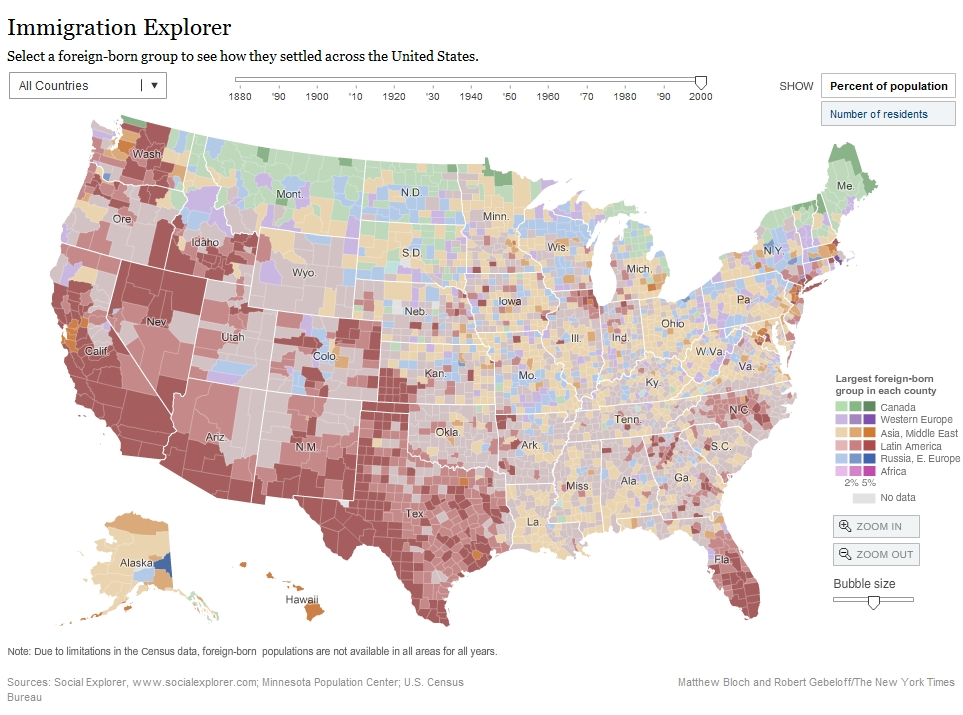 Immigration Explorer
Select a foreign-born group to see how they settled across the United States.
All Countries
1880 '90 1900 '10 1920 '30 1940 '50 1960 '70 1980 '90 2000
SHOW
Percent of population
Number of residents
Wash.
Mont.
N.D.
Minn.
Me.
Ore.
Idaho
S.D.
Wis.
Mich.
N.Y.
Wyo.
Nev.
Utah
Neb.
Iowa
Ill.
Ind.
Ohio
Pa.
Calif.
Colo.
Kan.
Mo.
Ky.
W.Va.
Va.
Ariz.
N.M.
Okla.
Ark.
Tenn.
N.C.
S.C.
Tex.
La.
Miss.
Ala.
Ga.
Fla.
Alaska
Hawaii
Largest foreign-born
group in each county
Canada
Western Europe
Asia, Middle East
Latin America
Russia, E. Europe
Africa
2% 5%
No data
ZOOM IN
ZOOM OUT
Bubble size
Note: Due to limitations in the Census data, foreign-born populations are not available in all areas for all years.
Sources: Social Explorer, www.socialexplorer.com; Minnesota Population Center; U.S. Census
Bureau
Matthew Bloch and Robert Gebeloff/The New York Times